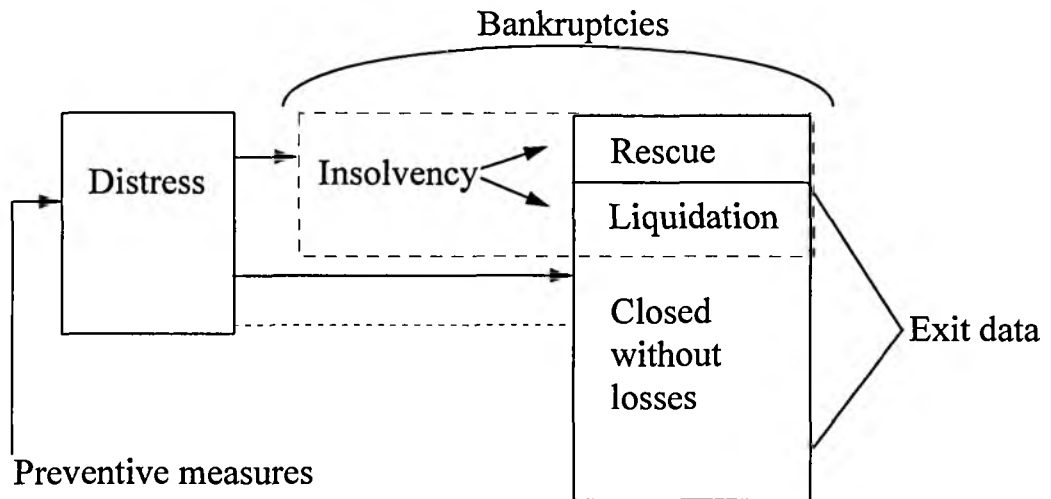 Bankruptcies
Distress
Insolvency
Rescue
Liquidation
Closed
without
losses
Exit data
Preventive measures